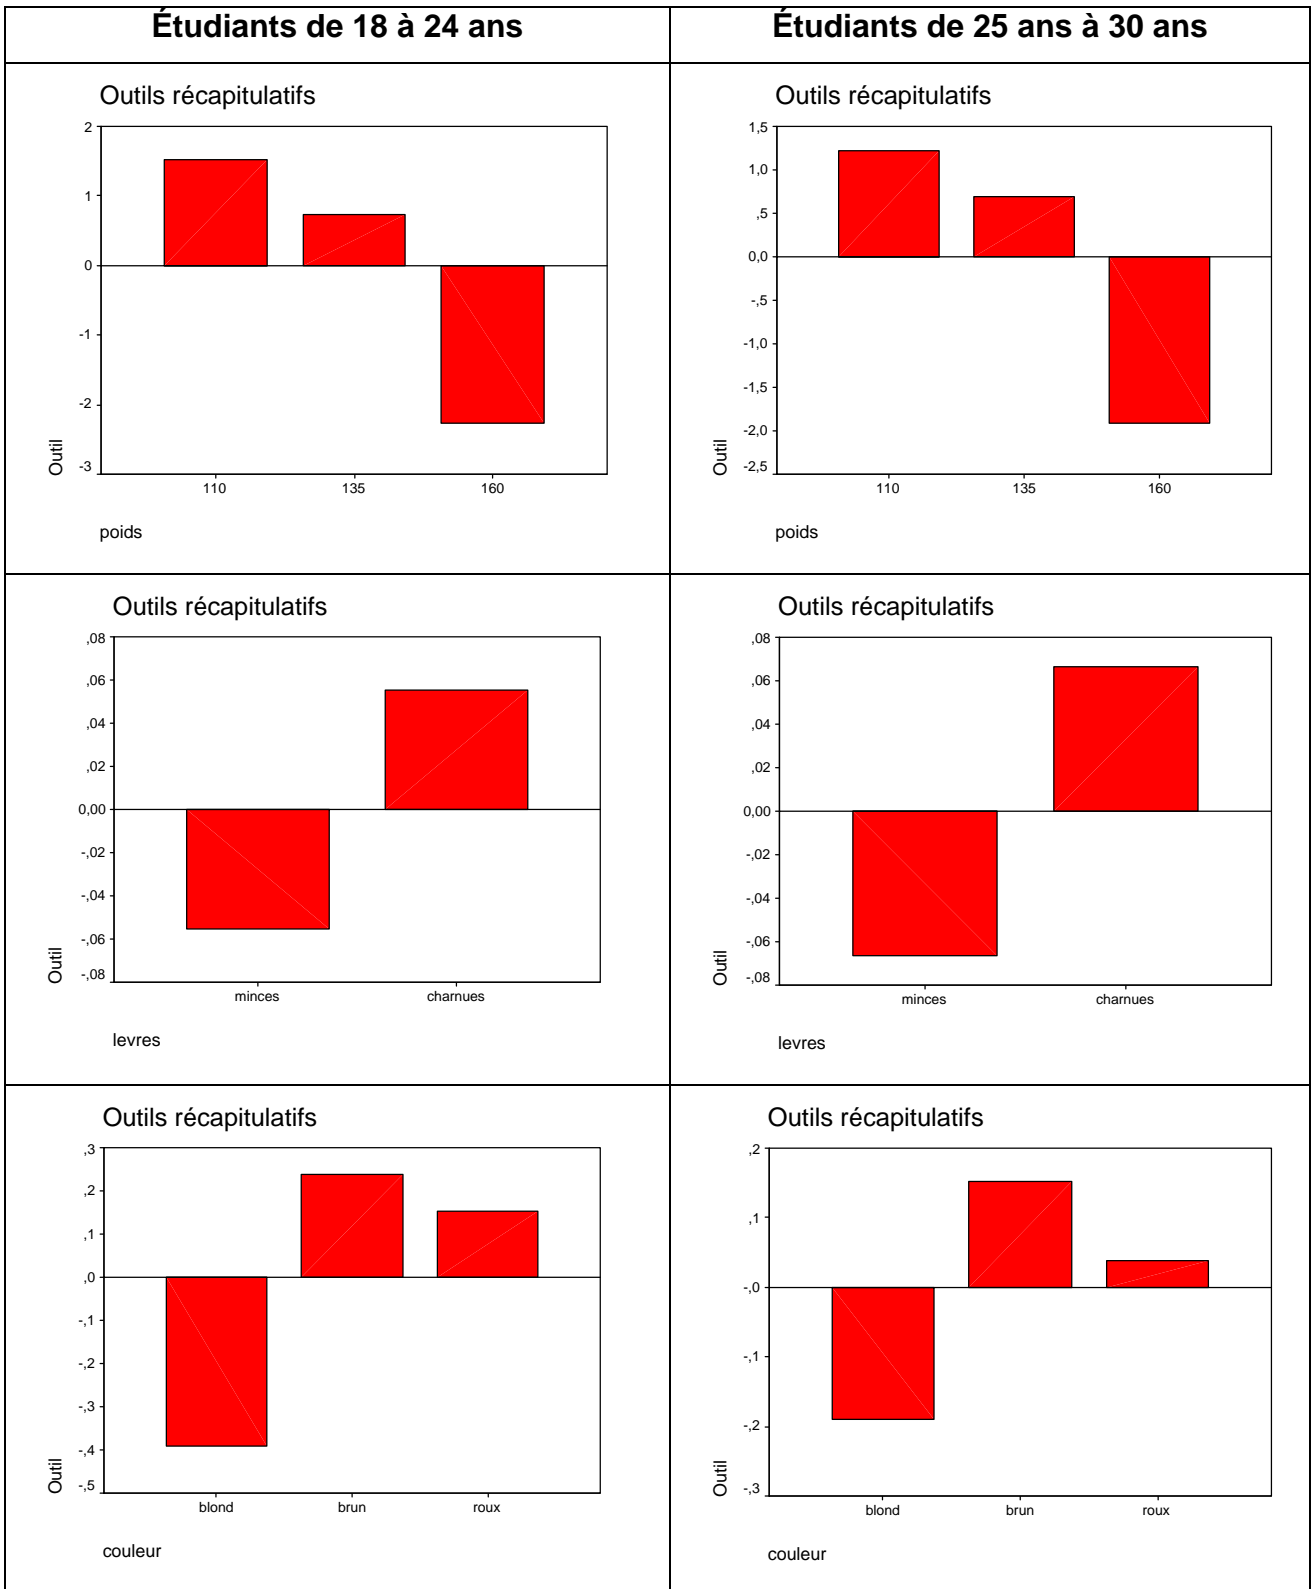 Étudiants de 18 à 24 ans
Étudiants de 25 ans à 30 ans
Outils récapitulatifs
2
1
0
-1
-2
-3
Outil
110 135 160
poids
Outils récapitulatifs
1,5
1,0
,5
0,0
-,5
-1,0
-1,5
-2,0
-2,5
Outil
110 135 160
poids
Outils récapitulatifs
,08
,06
,04
,02
0,00
-,02
-,04
-,06
-,08
Outil
minces charnues
levres
Outils récapitulatifs
,08
,06
,04
,02
0,00
-,02
-,04
-,06
-,08
Outil
minces charnues
levres
Outils récapitulatifs
,3
,2
,1
,0
-,1
-,2
-,3
-,4
-,5
Outil
blond brun roux
couleur
Outils récapitulatifs
,2
,1
-,0
-,1
-,2
-,3
Outil
blond brun roux
couleur